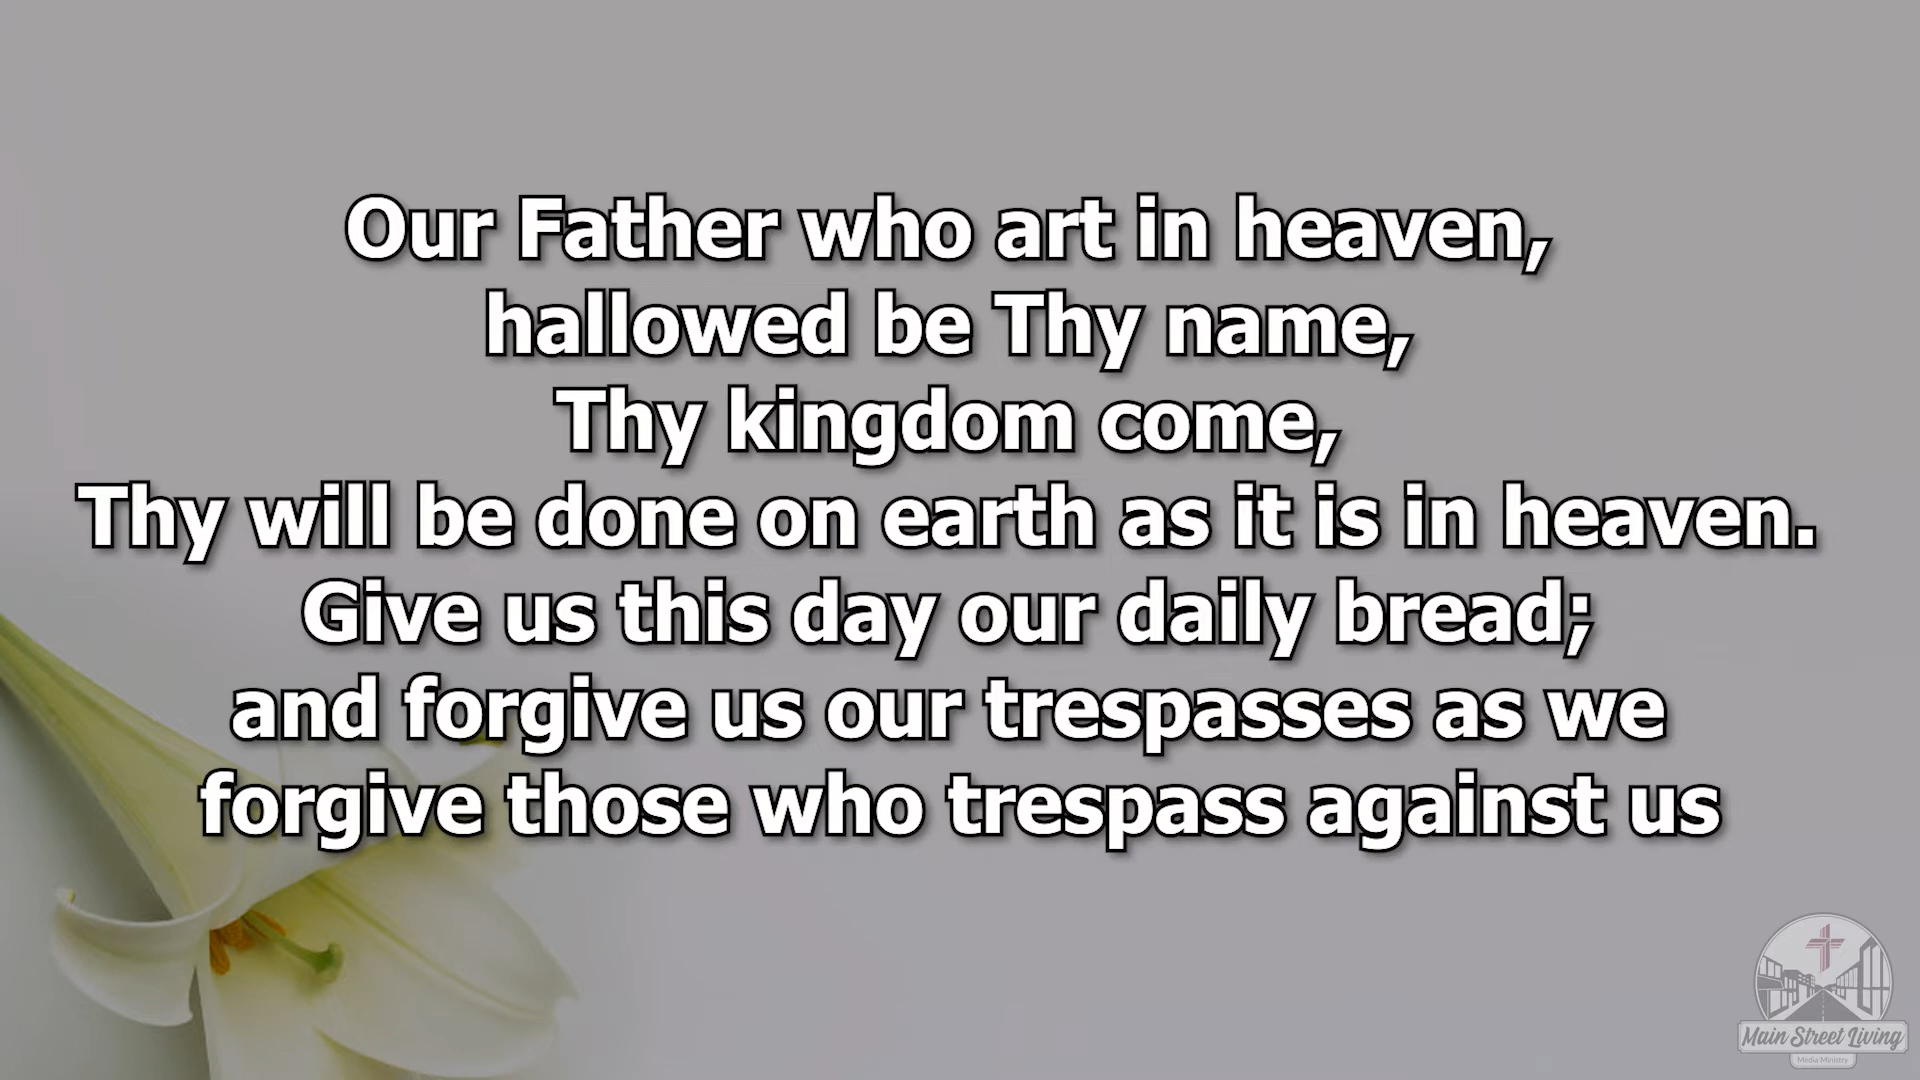 Our Father who art in heaven,
hallowed be Thy name,
Thy kingdom come,
Thy will be done on earth as it is in heaven.
Give us this day our daily bread;
and forgive us our trespasses as we
forgive those who trespass against us
Main Street Living
Media Ministry